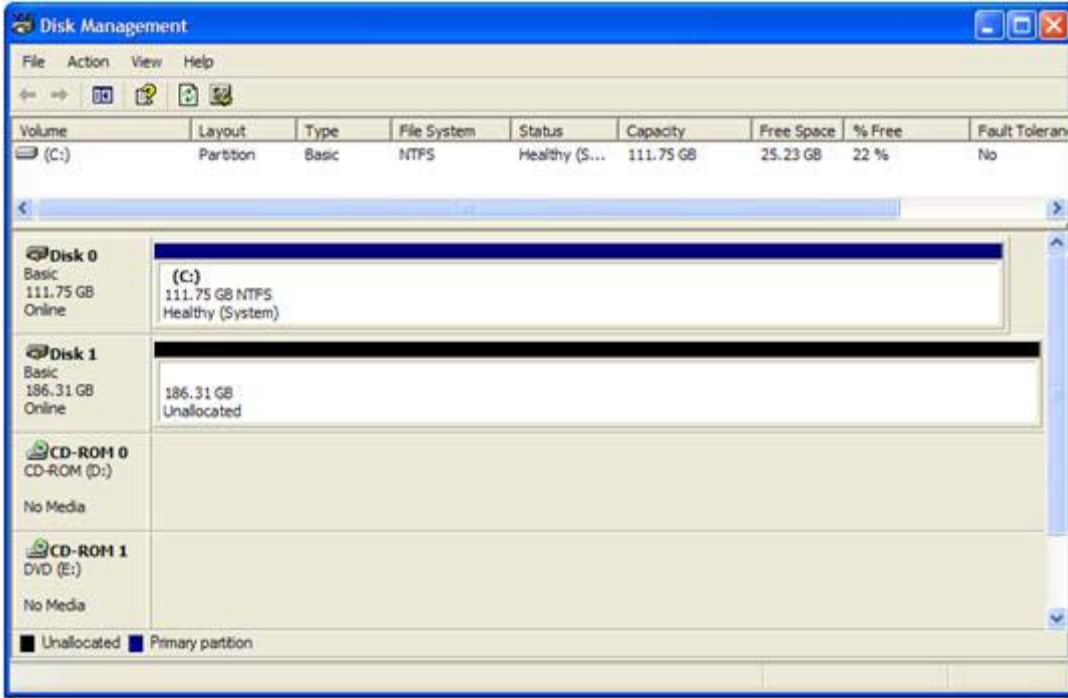 Disk Management
File Action View Help
Volume Layout Type File System Status Capacity Free Space % Free Fault Toleran
(C:) Partition Basic NTFS Healthy (S... 111.75 GB 25.23 GB 22 % No
Disk 0
Basic
111.75 GB
Online
(C:)
111.75 GB NTFS
Healthy (System)
Disk 1
Basic
186.31 GB
Online
186.31 GB
Unallocated
CD-ROM 0
CD-ROM (D:)
No Media
CD-ROM 1
DVD (E:)
No Media
Unallocated Primary partition